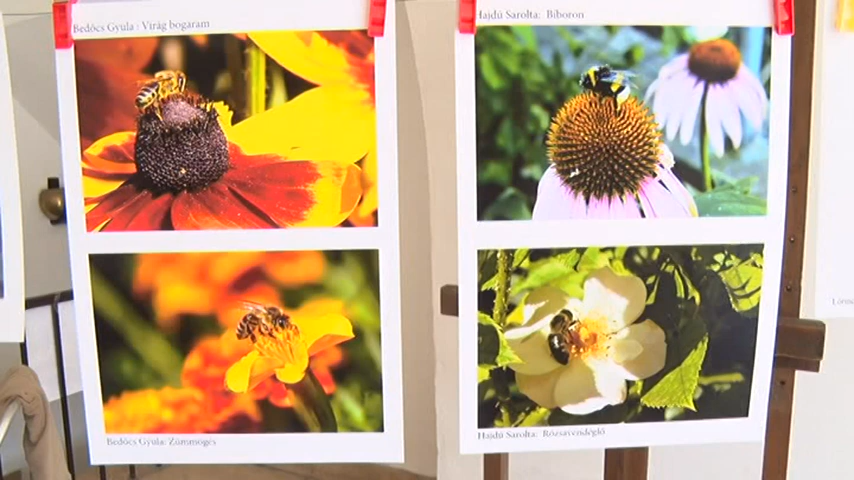 Bedőcs Gyula : Virág bogaram
Hajdú Sarolta: Bíboron
Bedőcs Gyula: Zümmögés
Hajdú Sarolta: Rózsavendéglő